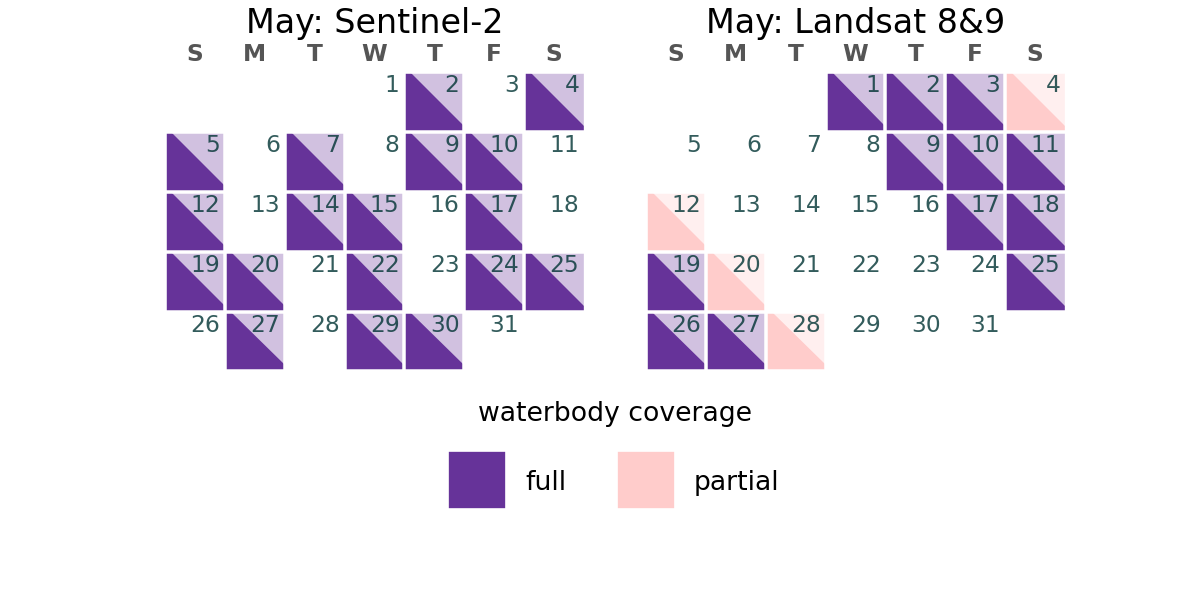 May: Sentinel-2
S M T W T F S
1 2 3 4
5 6 7 8 9 10 11
12 13 14 15 16 17 18
19 20 21 22 23 24 25
26 27 28 29 30 31
May: Landsat 8&9
S M T W T F S
1 2 3 4
5 6 7 8 9 10 11
12 13 14 15 16 17 18
19 20 21 22 23 24 25
26 27 28 29 30 31
waterbody coverage
full partial